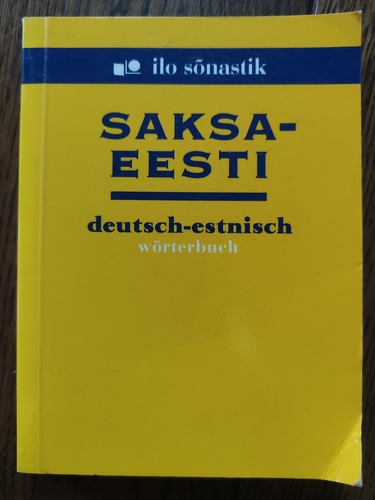 ilo sõnastik
SAKSA-
EESTI
deutsch-estnisch
wörterbuch